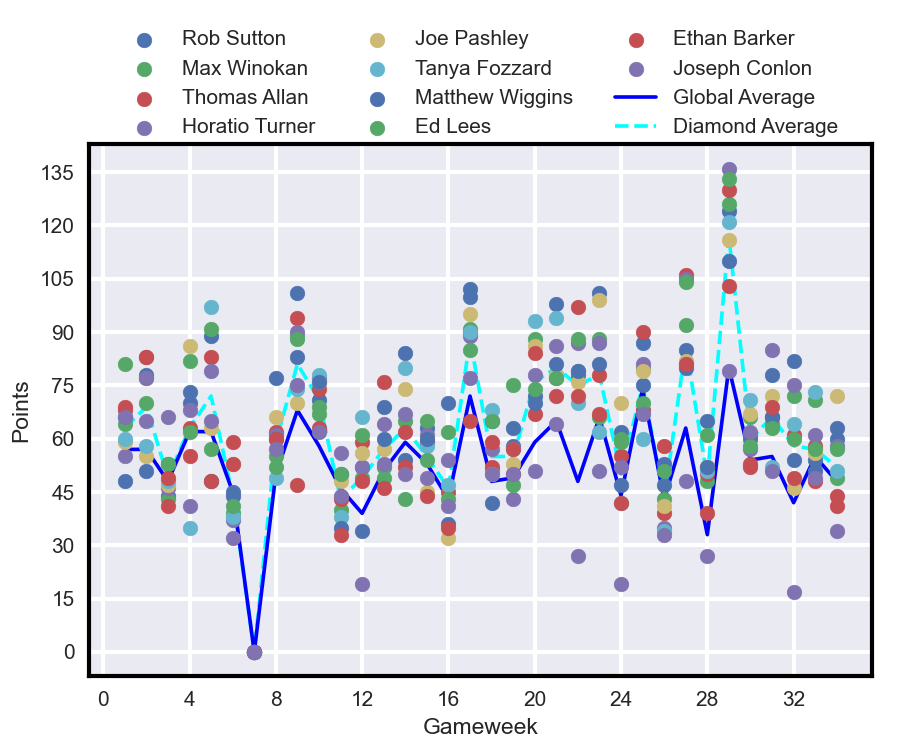 Rob Sutton
Max Winokan
Thomas Allan
Horatio Turner
Joe Pashley
Tanya Fozzard
Matthew Wiggins
Ed Lees
Ethan Barker
Joseph Conlon
Global Average
Diamond Average
135
120
105
90
75
60
45
30
15
0
Points
0 4 8 12 16 20 24 28 32
Gameweek